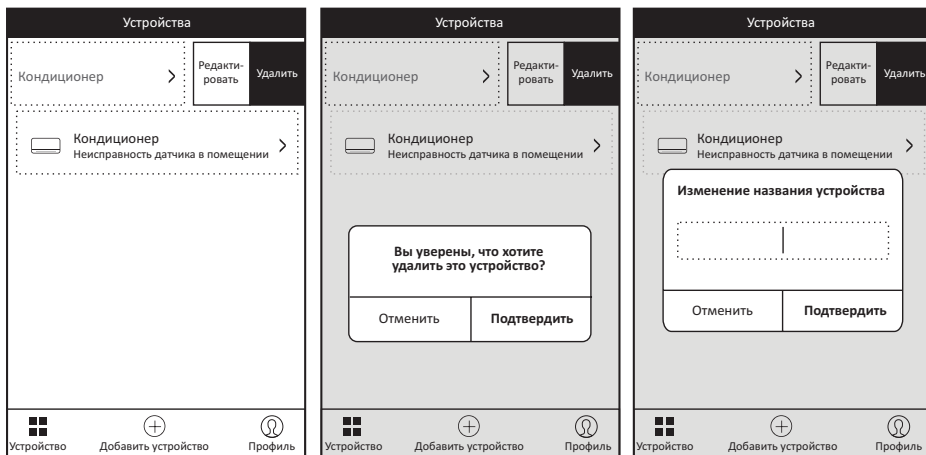 Устройства
Кондиционер
Редакти-
ровать
Удалить
Кондиционер
Неисправность датчика в помещении
Устройство
Добавить устройство
Профиль
Устройства
Кондиционер
Редакти-
ровать
Удалить
Кондиционер
Неисправность датчика в помещении
Вы уверены, что хотите
удалить это устройство?
Отменить
Подтвердить
Устройство
Добавить устройство
Профиль
Устройства
Кондиционер
Редакти-
ровать
Удалить
Кондиционер
Неисправность датчика в помещении
Изменение названия устройства
Отменить
Подтвердить
Устройство
Добавить устройство
Профиль